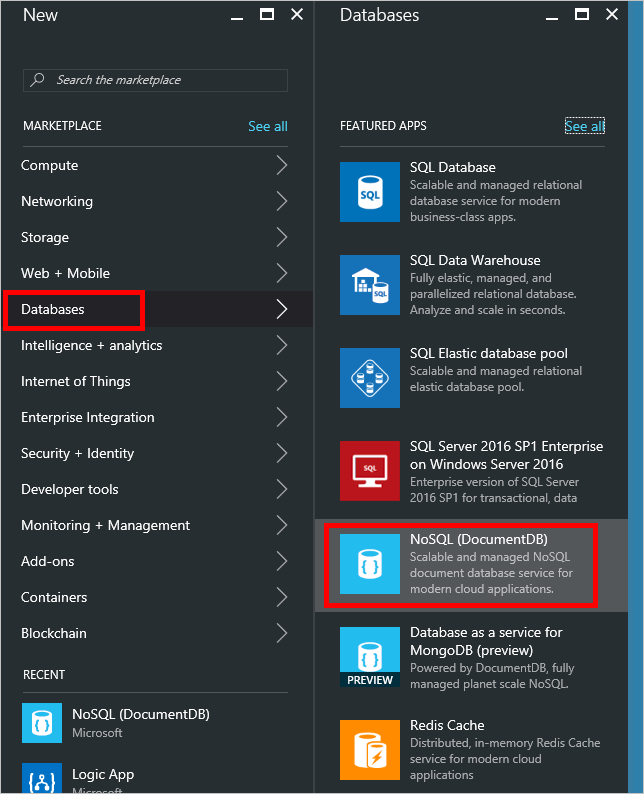 New
Search the marketplace
MARKETPLACE
See all
Compute
Networking
Storage
Web + Mobile
Databases
Intelligence + analytics
Internet of Things
Enterprise Integration
Security + Identity
Developer tools
Monitoring + Management
Add-ons
Containers
Blockchain
RECENT
NoSQL (DocumentDB)
Microsoft
Logic App
Microsoft
Databases
FEATURED APPS
See all
SQL
SQL Database
Scalable and managed relational
database service for modern
business-class apps.
SQL
SQL Data Warehouse
Fully elastic, managed, and
parallelized relational database.
Analyze and scale in seconds.
SQL Elastic database pool
Scalable and managed relational
elastic database pool.
SQL
SQL Server 2016 SP1 Enterprise
on Windows Server 2016
Enterprise version of SQL Server
2016 SP1 for transactional, data
NoSQL (DocumentDB)
Scalable and managed NoSQL
document database service for
modern cloud applications.
PREVIEW
Database as a service for
MongoDB (preview)
Powered by DocumentDB, fully
managed planet scale NoSQL.
Redis Cache
Distributed, in-memory Redis Cache
service for modern cloud
applications